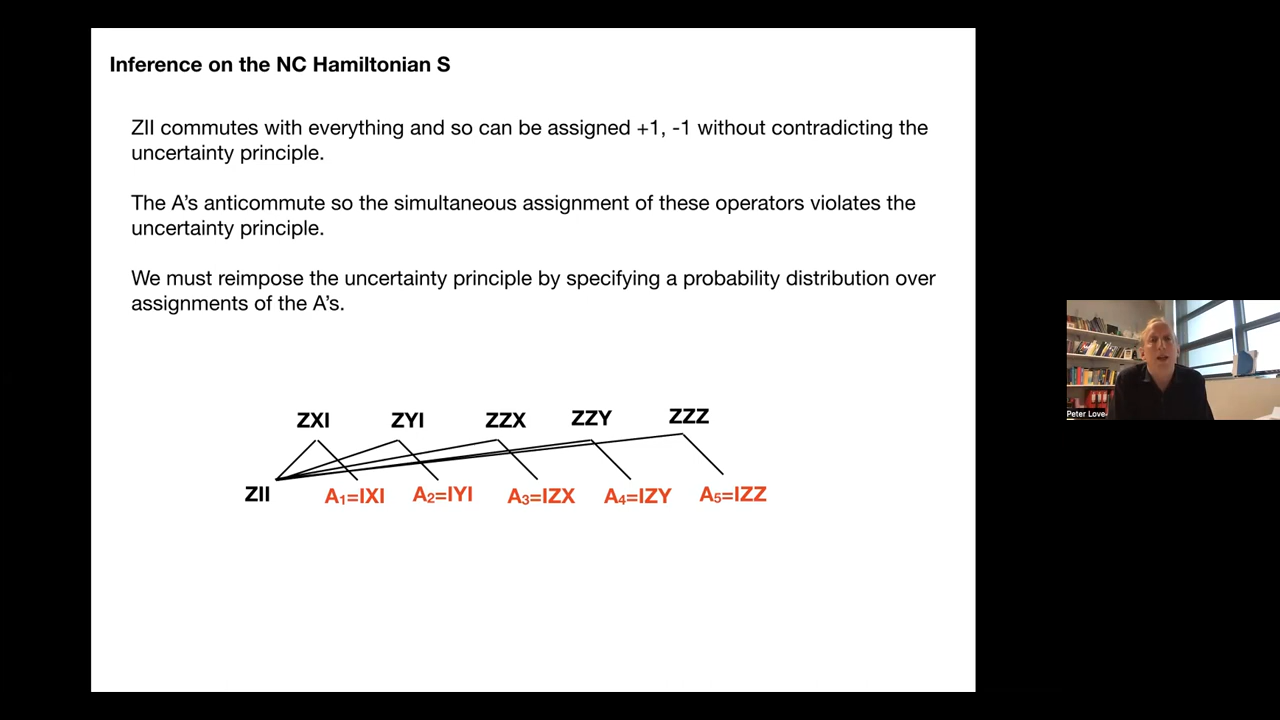 Inference on the NC Hamiltonian S
ZII commutes with everything and so can be assigned +1, -1 without contradicting the
uncertainty principle.
The A’s anticommute so the simultaneous assignment of these operators violates the
uncertainty principle.
We must reimpose the uncertainty principle by specifying a probability distribution over
assignments of the A’s.
ZXI ZYI ZZX ZZY ZZZ
ZII A₁=IXI A₂=IYI A₃=IZX A₄=IZY A₅=IZZ
Peter Love